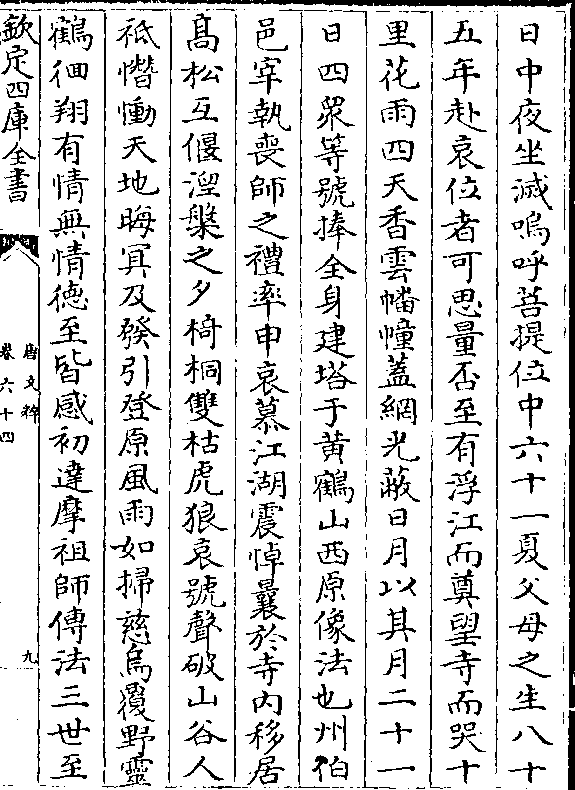 日中夜坐滅嗚呼菩提位中六十一夏父母之生八十
五年赴哀位者可思量否至有浮江而奠望寺而哭十
里花雨四天香雲幡幢蓋網光蔽日月以其月二十一
日四衆等號捧全身建塔于黄鶴山西原像法也州伯
邑宰執喪師之禮率申哀慕江湖震悼曩於寺内移居
髙松互偃涅槃之夕椅桐雙枯虎狼哀號聲破山谷人
祗憯慟天地晦冥及發引登原風雨如掃慈烏覆野靈
鶴徊翔有情無情德至皆感初達摩祖師傳法三世至
欽定四庫全書
唐文粹
卷六十四
九